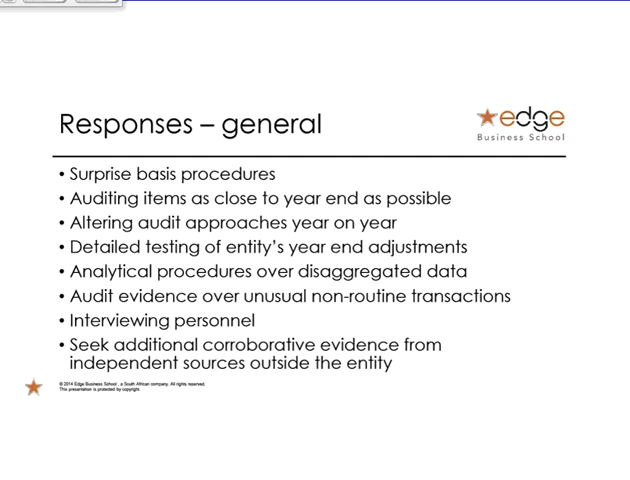 Responses – general
edge
Business School
• Surprise basis procedures
• Auditing items as close to year end as possible
• Altering audit approaches year on year
• Detailed testing of entity's year end adjustments
• Analytical procedures over disaggregated data
• Audit evidence over unusual non-routine transactions
• Interviewing personnel
• Seek additional corroborative evidence from
independent sources outside the entity
© 2014 Edge Business School , a South African company. All rights reserved.
This presentation is protected by copyright.